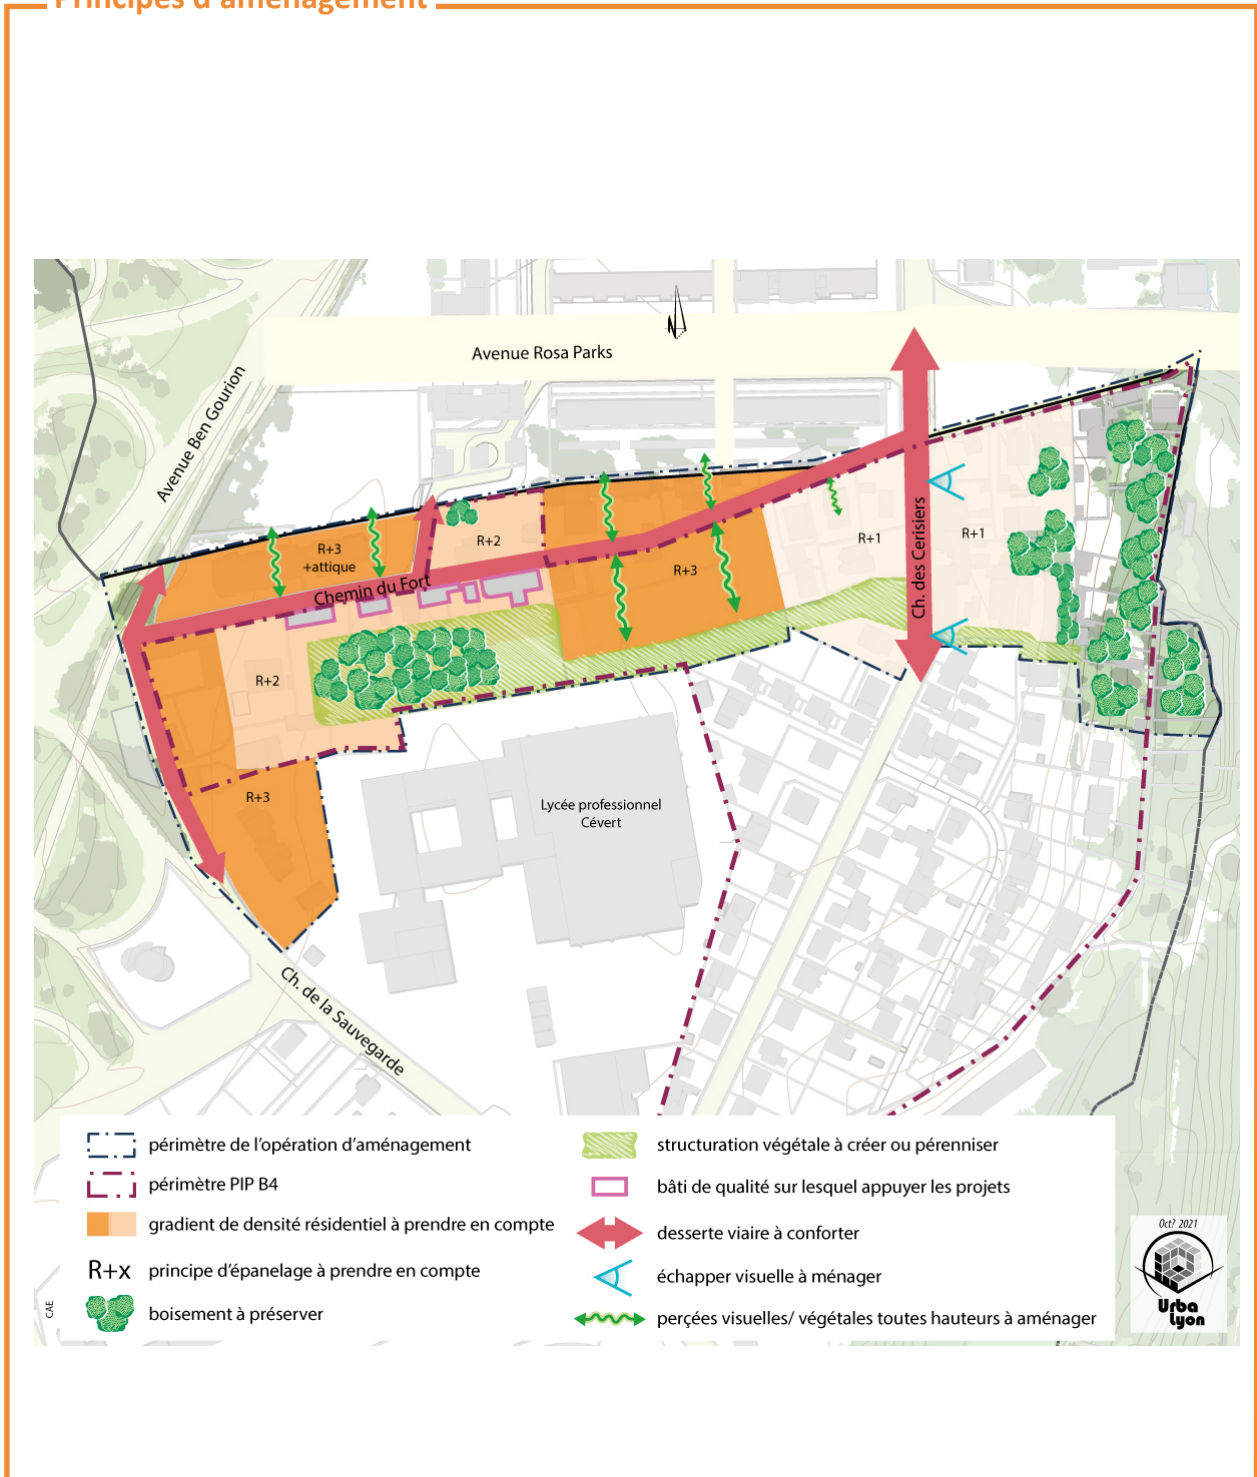 Principes d'aménagement
Avenue Rosa Parks
Avenue Ben Gourion
R+3
+attique
R+2
Chemin du Fort
R+3
R+1
R+1
Ch. des Cerisiers
R+2
R+3
Lycée professionnel
Cévert
Ch. de la Sauvegarde
périmètre de l'opération d'aménagement
périmètre PIP B4
gradient de densité résidentiel à prendre en compte
R+x principe d'épanelage à prendre en compte
boisement à préserver
structuration végétale à créer ou pérenniser
bâti de qualité sur lesquel appuyer les projets
desserte viaire à conforter
échapper visuelle à ménager
perçées visuelles/ végétales toutes hauteurs à aménager
CAE
Oct? 2021
Urba
Lyon